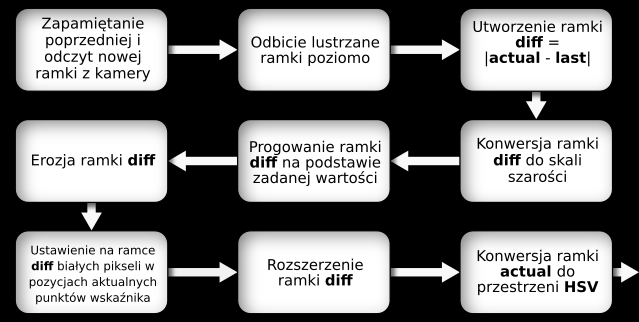 Zapamiętanie
poprzedniej i
odczyt nowej
ramki z kamery
Odbicie lustrzane
ramki poziomo
Utworzenie ramki
diff =
|actual - last|
Konwersja ramki
diff do skali
szarości
Progowanie ramki
diff na podstawie
zadanej wartości
Erozja ramki diff
Ustawienie na ramce
diff białych pikseli w
pozycjach aktualnych
punktów wskaźnika
Rozszerzenie
ramki diff
Konwersja ramki
actual do
przestrzeni HSV